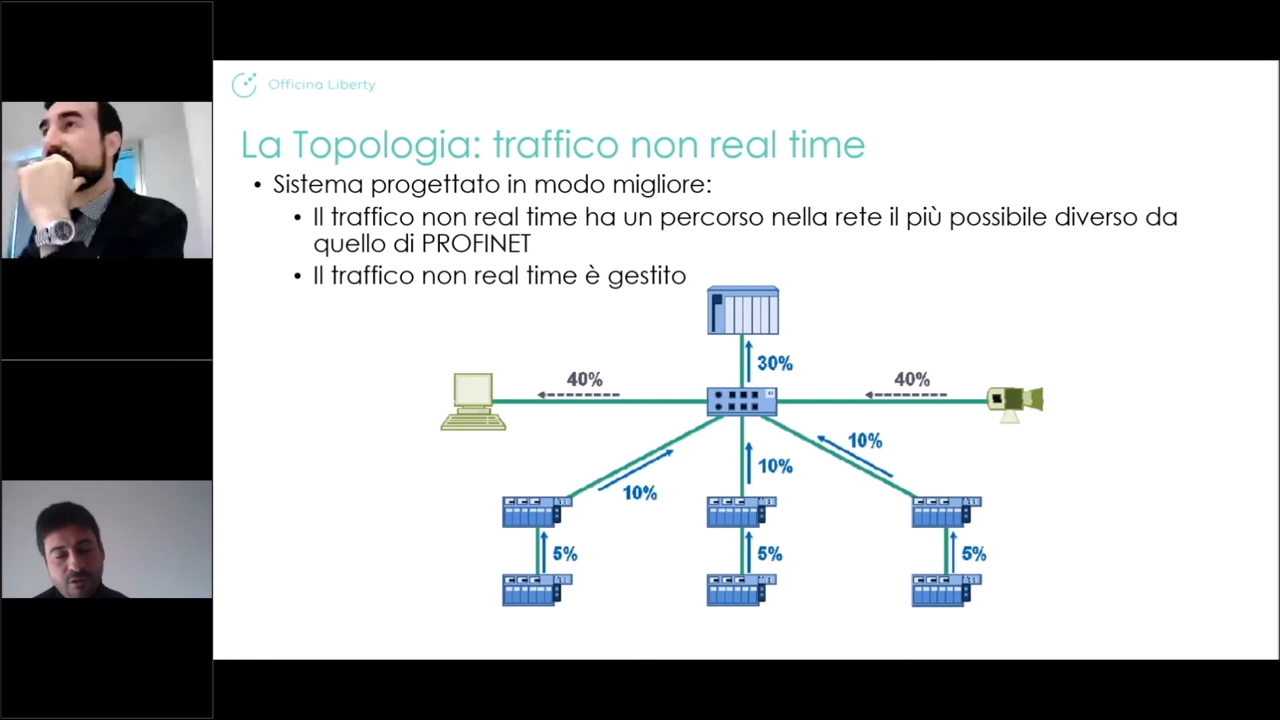 Officina Liberty
La Topologia: traffico non real time
• Sistema progettato in modo migliore:
• Il traffico non real time ha un percorso nella rete il più possibile diverso da
quello di PROFINET
• Il traffico non real time è gestito
30%
40%
40%
10%
10%
10%
5%
5%
5%